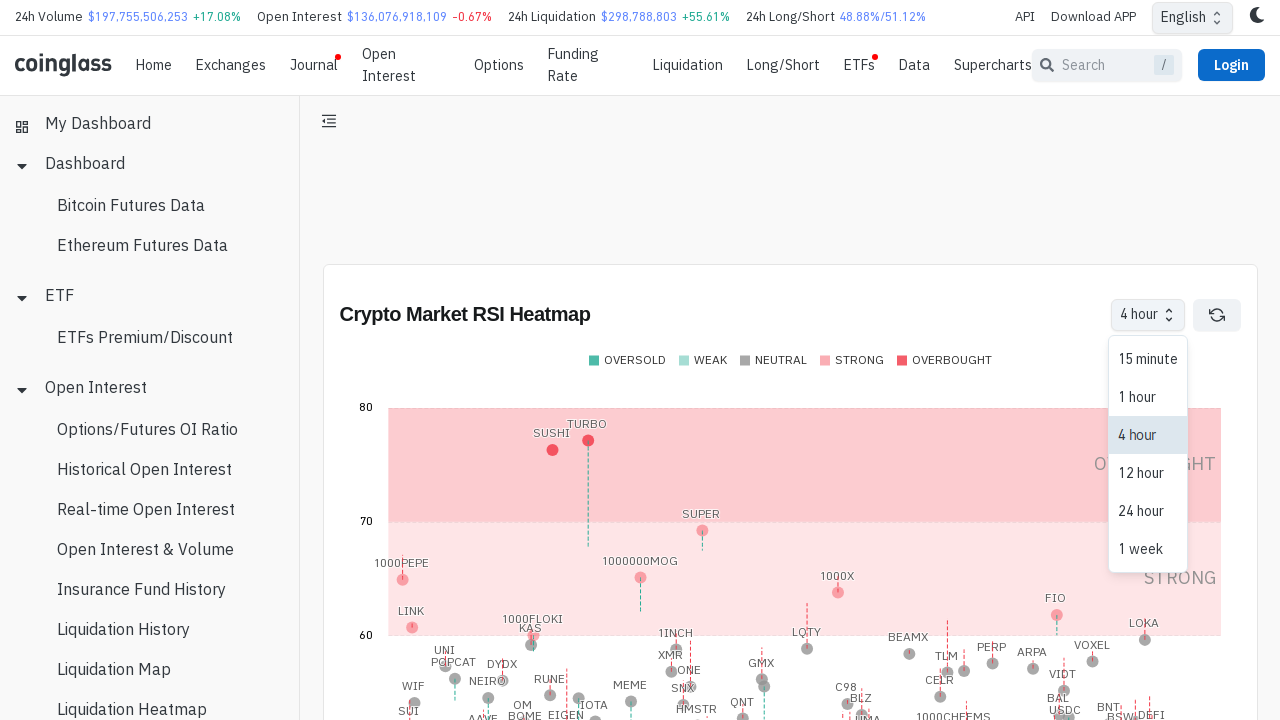 24h Volume $197,755,506,253 +17.08% Open Interest $136,076,918,109 -0.67% 24h Liquidation $298,788,803 +55.61% 24h Long/Short 48.88%/51.12% API Download APP English
coinglass Home Exchanges Journal Open Interest Options Funding Rate Liquidation Long/Short ETFs Data Supercharts Search / Login
My Dashboard
Dashboard
Bitcoin Futures Data
Ethereum Futures Data
ETF
ETFs Premium/Discount
Open Interest
Options/Futures OI Ratio
Historical Open Interest
Real-time Open Interest
Open Interest & Volume
Insurance Fund History
Liquidation History
Liquidation Map
Liquidation Heatmap
Crypto Market RSI Heatmap 4 hour
15 minute
1 hour
4 hour
12 hour
24 hour
1 week
OVERSOLD WEAK NEUTRAL STRONG OVERBOUGHT
80
TURBO
SUSHI
70
SUPER
1000PEPE 1000000MOG
1000X
STRONG
FIO
LINK
1000FLOKI
KAS
LOKA
60
1INCH LQTY
BEAMX
UNI
XMR TLM PERP ARPA VOXEL
POPCAT DYDX GMX
ONE
NEIRO RUNE CELR VIDT
WIF MEME SNX C98
SUI OM IOTA HMSTR QNT BLZ BAL
AAVE BOME EIGEN UMA 1000CHEEMS USDC BNT BSW DEFI